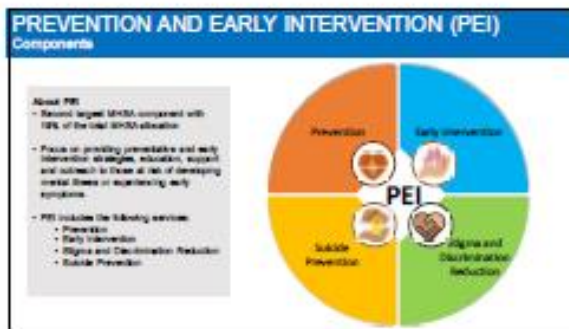 PREVENTION AND EARLY INTERVENTION (PEI)
Components
About PEI
• Second largest MHSA component with
19% of the total MHSA allocation
• Focus on providing preventative and early
intervention strategies, education, support
and outreach to those at risk of developing
mental illness or experiencing early
symptoms.
• PEI includes the following services:
• Prevention
• Early Intervention
• Stigma and Discrimination Reduction
• Suicide Prevention
Prevention
Early Intervention
PEI
Suicide
Prevention
Stigma and
Discrimination
Reduction